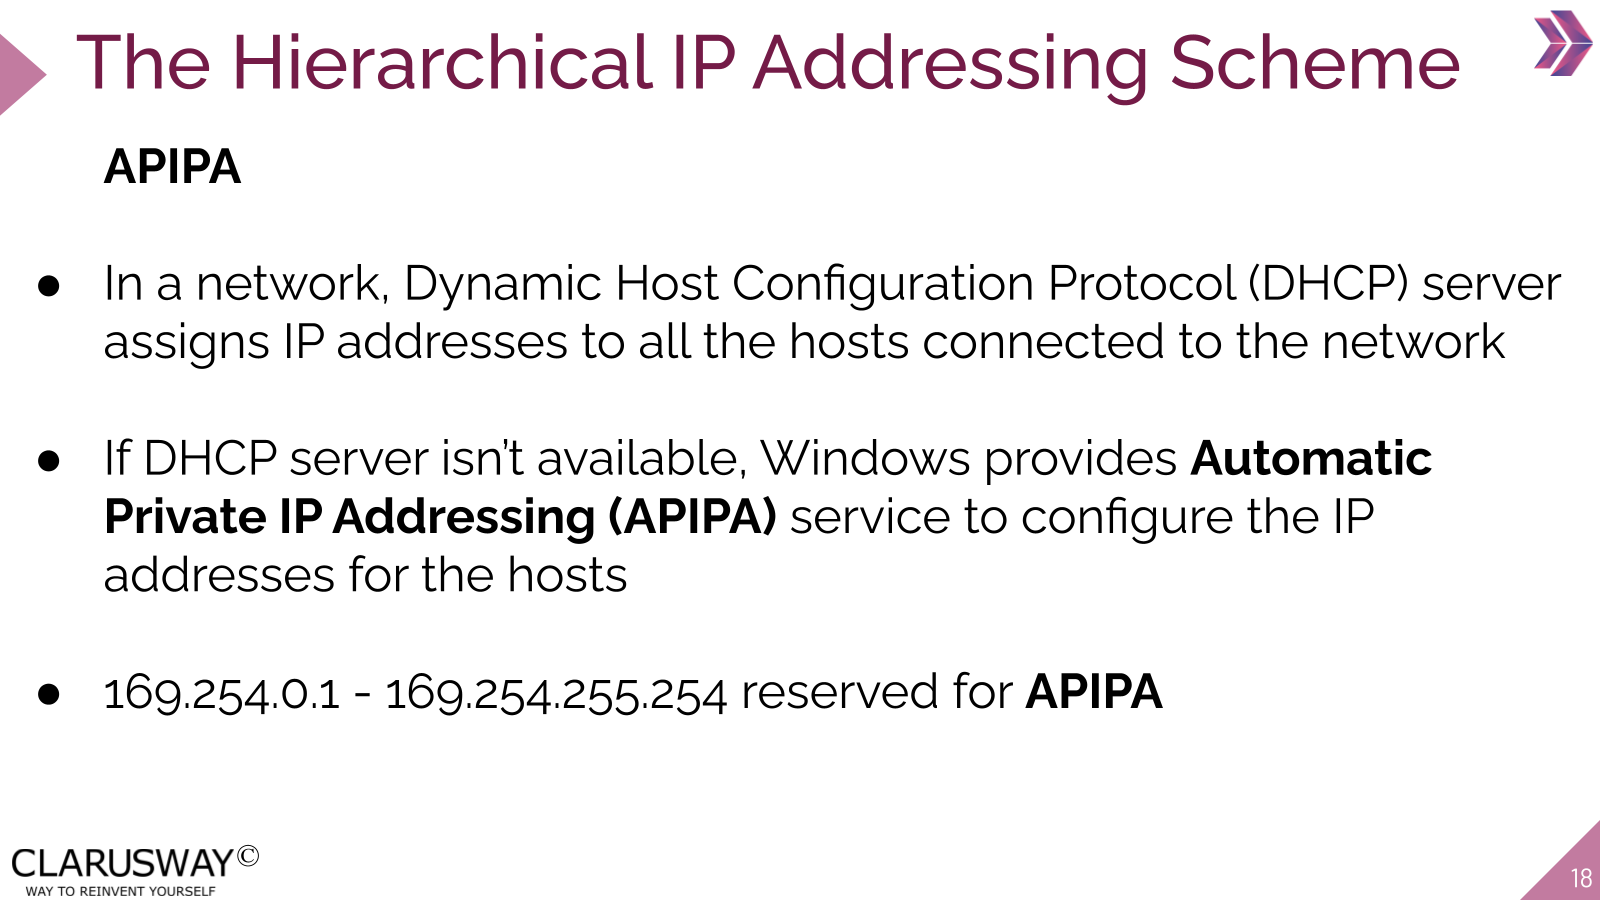 The Hierarchical IP Addressing Scheme
APIPA
● In a network, Dynamic Host Configuration Protocol (DHCP) server
assigns IP addresses to all the hosts connected to the network
● If DHCP server isn’t available, Windows provides Automatic
Private IP Addressing (APIPA) service to configure the IP
addresses for the hosts
● 169.254.0.1 - 169.254.255.254 reserved for APIPA
CLARUSWAY©
WAY TO REINVENT YOURSELF
18